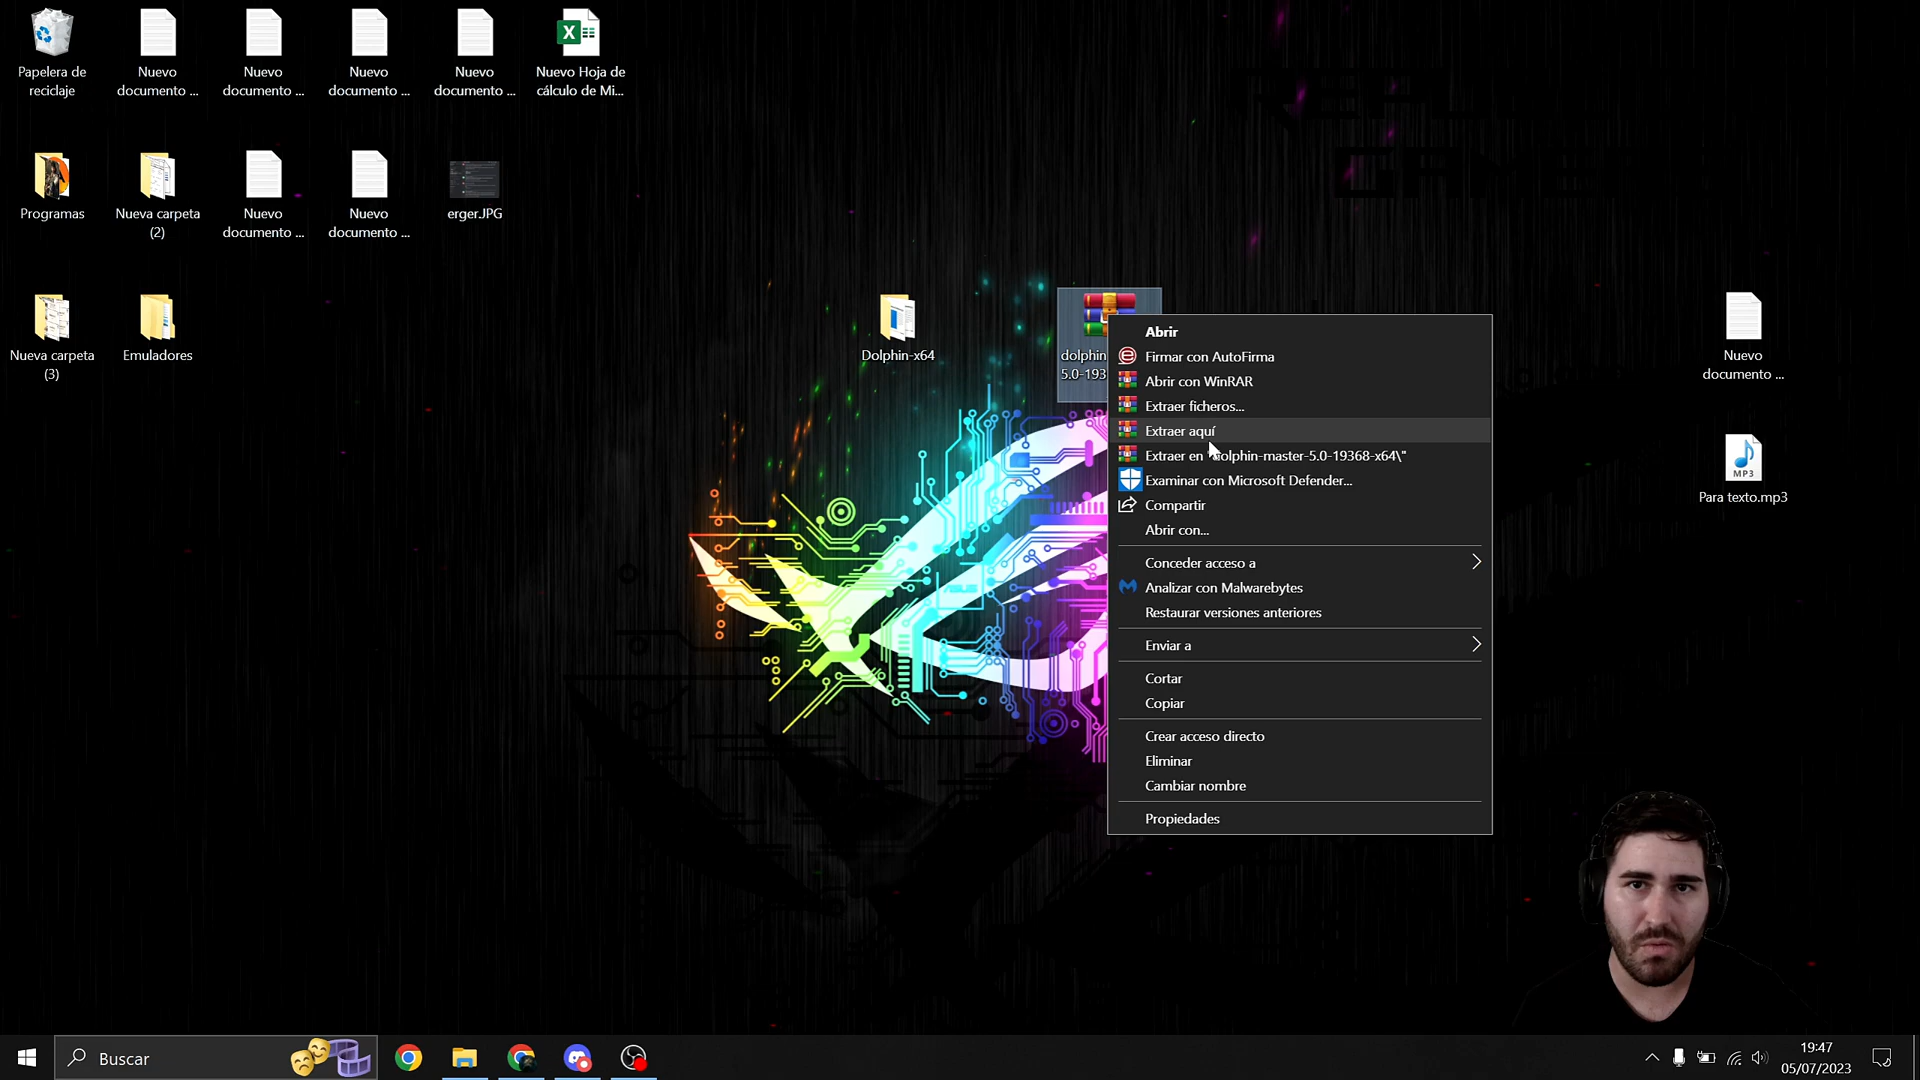 Papelera de
reciclaje
Nuevo
documento ...
Nuevo
documento ...
Nuevo
documento ...
Nuevo
documento ...
Nuevo Hoja de
cálculo de Mi...
Programas
Nueva carpeta
(2)
Nuevo
documento ...
Nuevo
documento ...
erger.JPG
Nueva carpeta
(3)
Emuladores
Dolphin-x64
dolphin
5.0-193
Abrir
Firmar con AutoFirma
Abrir con WinRAR
Extraer ficheros...
Extraer aquí
Extraer en "dolphin-master-5.0-19368-x64\"
Examinar con Microsoft Defender...
Compartir
Abrir con...
Conceder acceso a
Analizar con Malwarebytes
Restaurar versiones anteriores
Enviar a
Cortar
Copiar
Crear acceso directo
Eliminar
Cambiar nombre
Propiedades
Nuevo
documento ...
MP3
Para texto.mp3
Buscar
19:47
05/07/2023